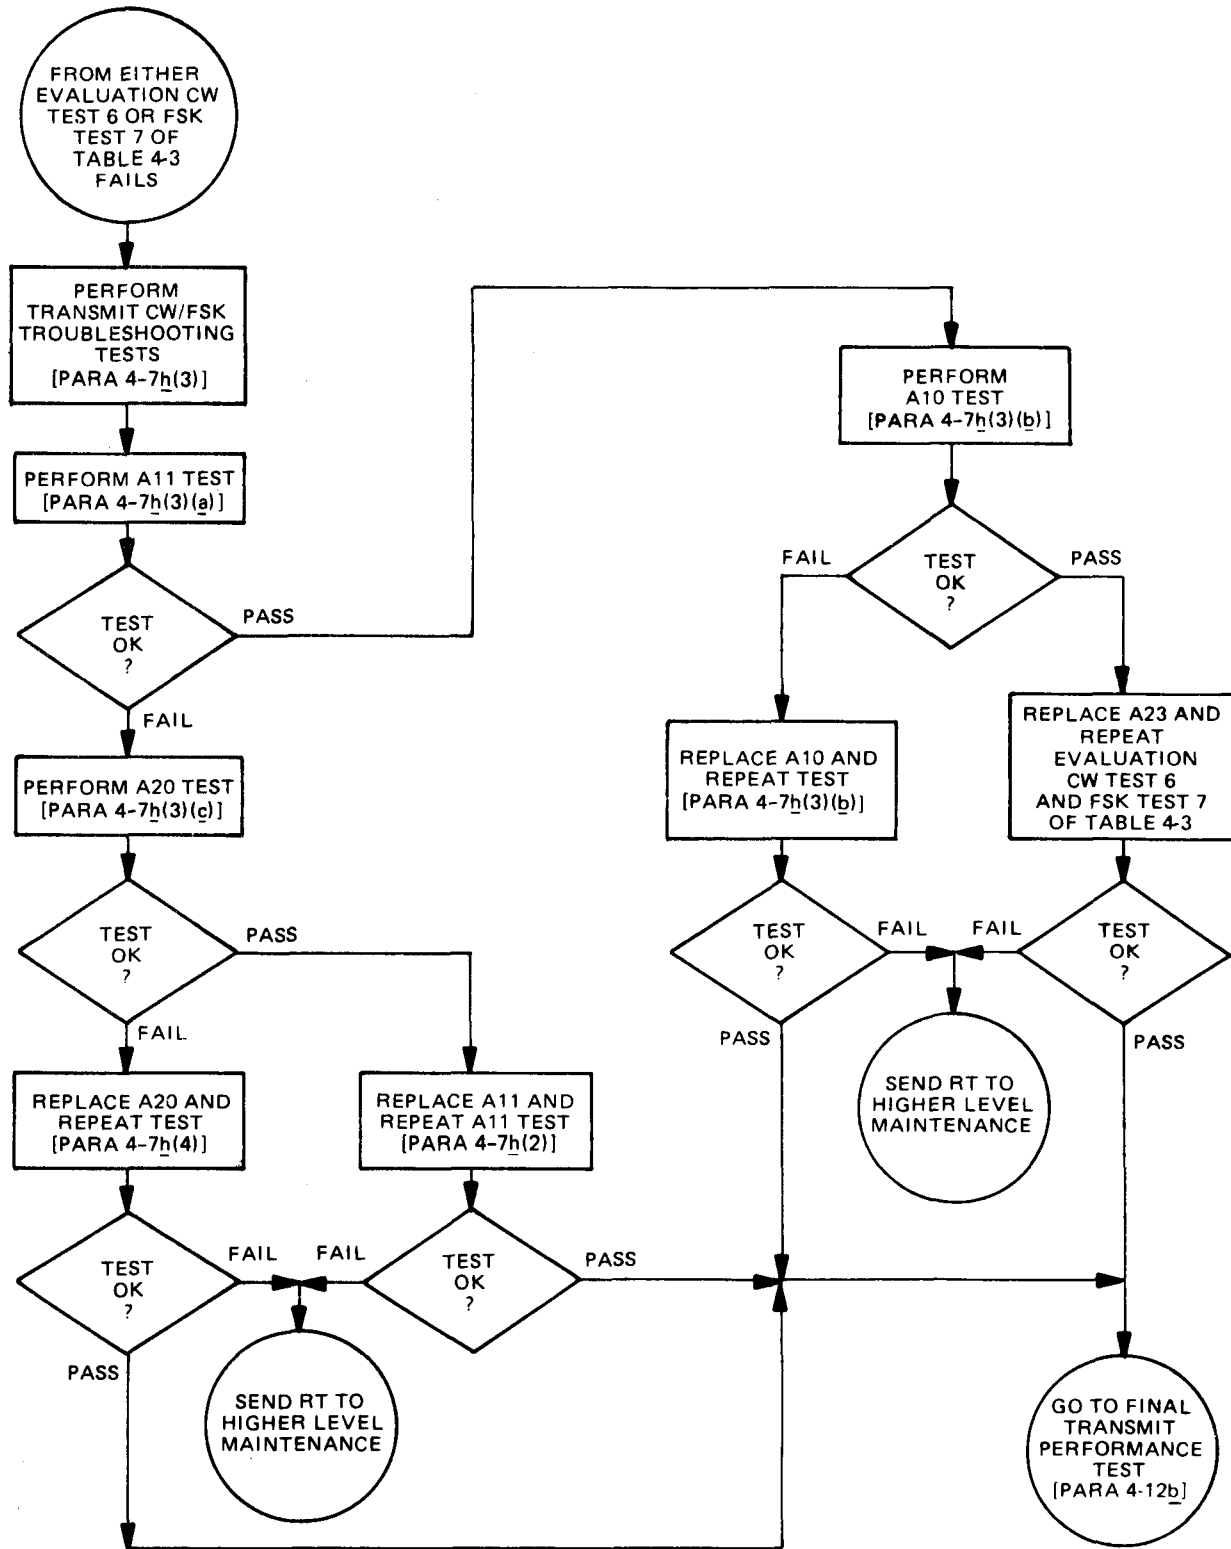 FROM EITHER
EVALUATION CW
TEST 6 OR FSK
TEST 7 OF
TABLE 4-3
FAILS
PERFORM
TRANSMIT CW/FSK
TROUBLESHOOTING
TESTS
[PARA 4-7h(3)]
PERFORM A11 TEST
[PARA 4-7h(3)(a)]
TEST
OK
?
PASS
FAIL
PERFORM A20 TEST
[PARA 4-7h(3)(c)]
TEST
OK
?
PASS
FAIL
REPLACE A20 AND
REPEAT TEST
[PARA 4-7h(4)]
REPLACE A11 AND
REPEAT A11 TEST
[PARA 4-7h(2)]
TEST
OK
?
FAIL
FAIL
TEST
OK
?
PASS
PASS
SEND RT TO
HIGHER LEVEL
MAINTENANCE
PERFORM
A10 TEST
[PARA 4-7h(3)(b)]
FAIL
TEST
OK
?
PASS
REPLACE A10 AND
REPEAT TEST
[PARA 4-7h(3)(b)]
REPLACE A23 AND
REPEAT
EVALUATION
CW TEST 6
AND FSK TEST 7
OF TABLE 4-3
TEST
OK
?
FAIL
FAIL
TEST
OK
?
PASS
PASS
SEND RT TO
HIGHER LEVEL
MAINTENANCE
GO TO FINAL
TRANSMIT
PERFORMANCE
TEST
[PARA 4-12b]